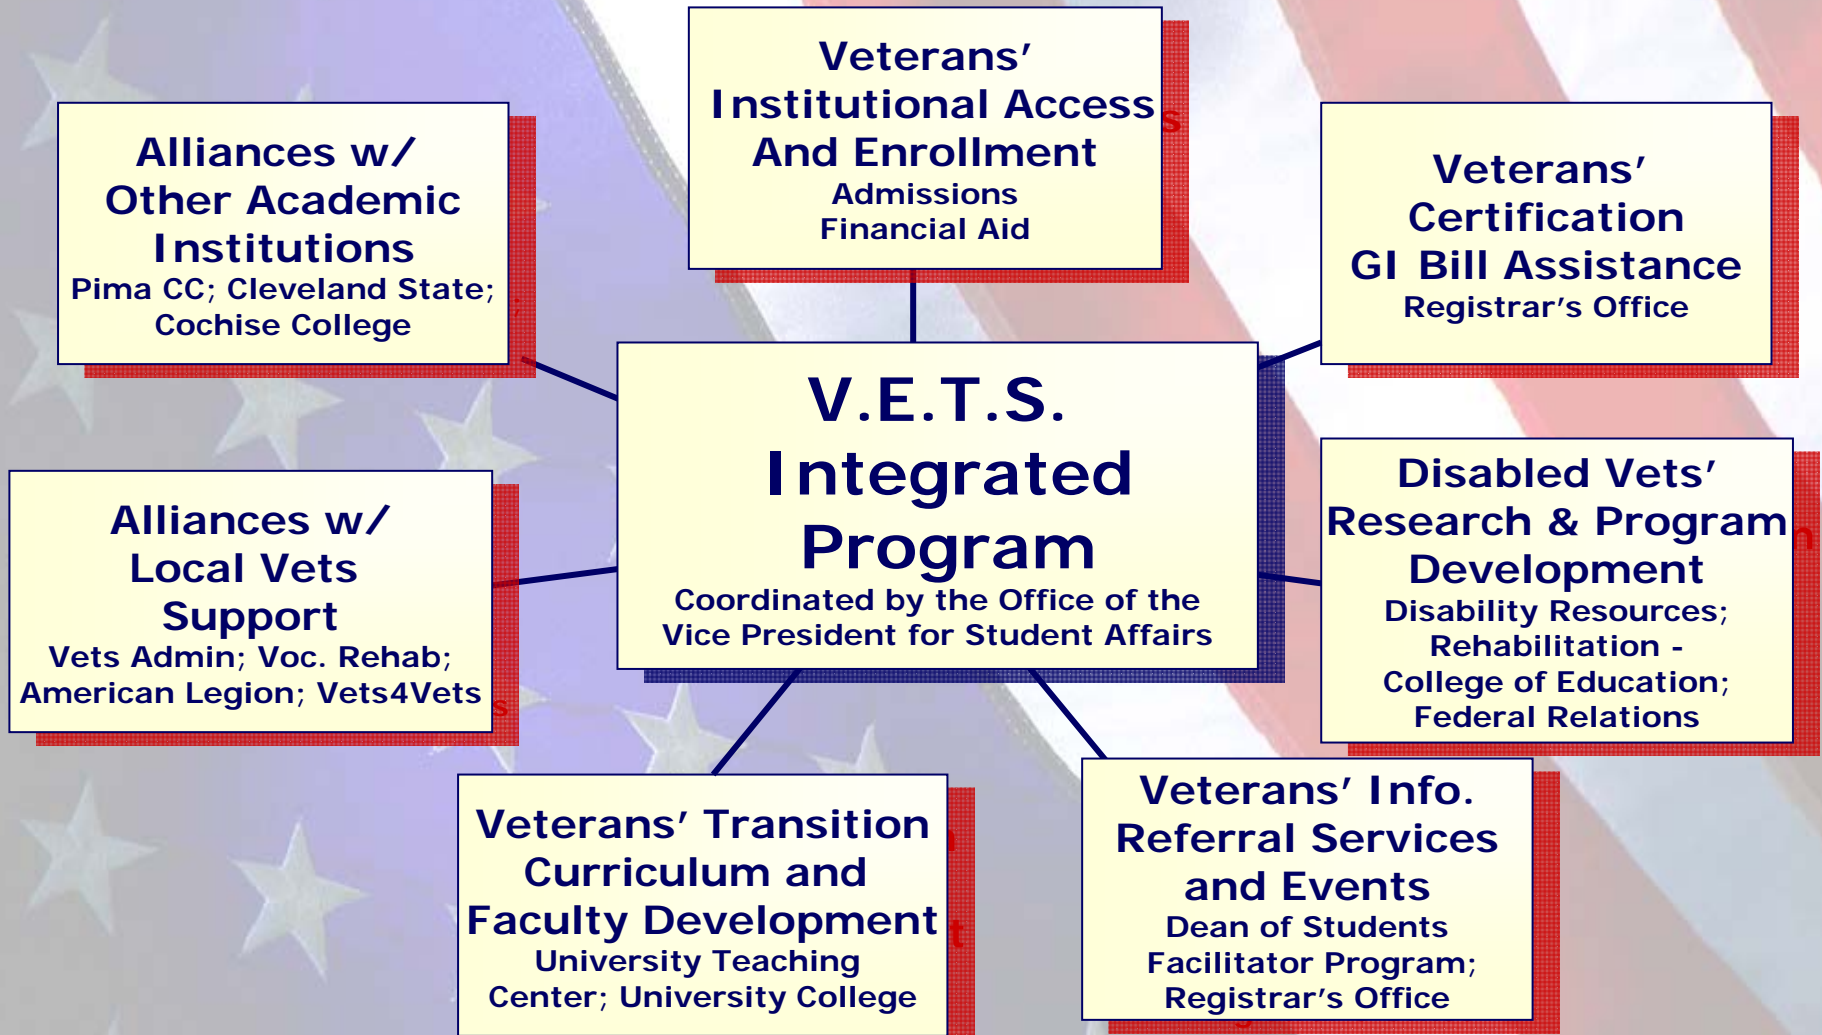 Veterans'
Institutional Access
And Enrollment
Admissions
Financial Aid
Alliances w/
Other Academic
Institutions
Pima CC; Cleveland State;
Cochise College
Veterans'
Certification
GI Bill Assistance
Registrar's Office
V.E.T.S.
Integrated
Program
Coordinated by the Office of the
Vice President for Student Affairs
Alliances w/
Local Vets
Support
Vets Admin; Voc. Rehab;
American Legion; Vets4Vets
Disabled Vets'
Research & Program
Development
Disability Resources;
Rehabilitation -
College of Education;
Federal Relations
Veterans' Transition
Curriculum and
Faculty Development
University Teaching
Center; University College
Veterans' Info.
Referral Services
and Events
Dean of Students
Facilitator Program;
Registrar's Office